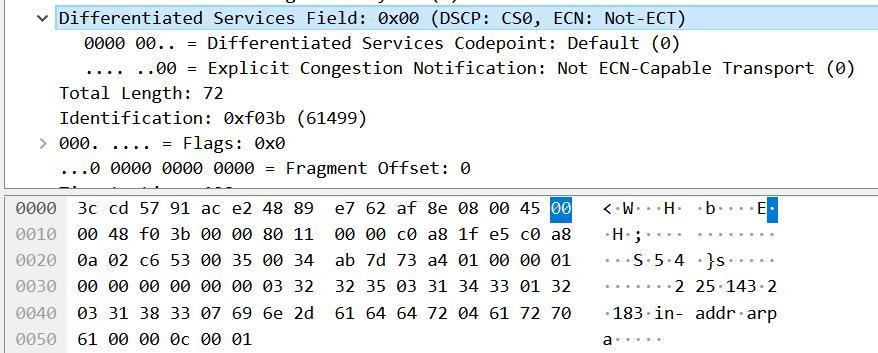 Differentiated Services Field: 0x00 (DSCP: CS0, ECN: Not-ECT)
0000 00.. = Differentiated Services Codepoint: Default (0)
.... ..00 = Explicit Congestion Notification: Not ECN-Capable Transport (0)
Total Length: 72
Identification: 0xf03b (61499)
000. .... = Flags: 0x0
...0 0000 0000 0000 = Fragment Offset: 0
0000 3c cd 57 91 ac e2 48 89 e7 62 af 8e 08 00 45 00 <·W···H· ·b····E·
0010 00 48 f0 3b 00 00 80 11 00 00 c0 a8 1f e5 c0 a8 ·H·;···· ········
0020 0a 02 c6 53 00 35 00 34 ab 7d 73 a4 01 00 00 01 ···S·5·4 ·}s·····
0030 00 00 00 00 00 00 03 32 32 35 03 31 34 33 01 32 ·······2 25·143·2
0040 03 31 38 33 07 69 6e 2d 61 64 64 72 04 61 72 70 ·183·in- addr·arp
0050 61 00 00 0c 00 01 a·····